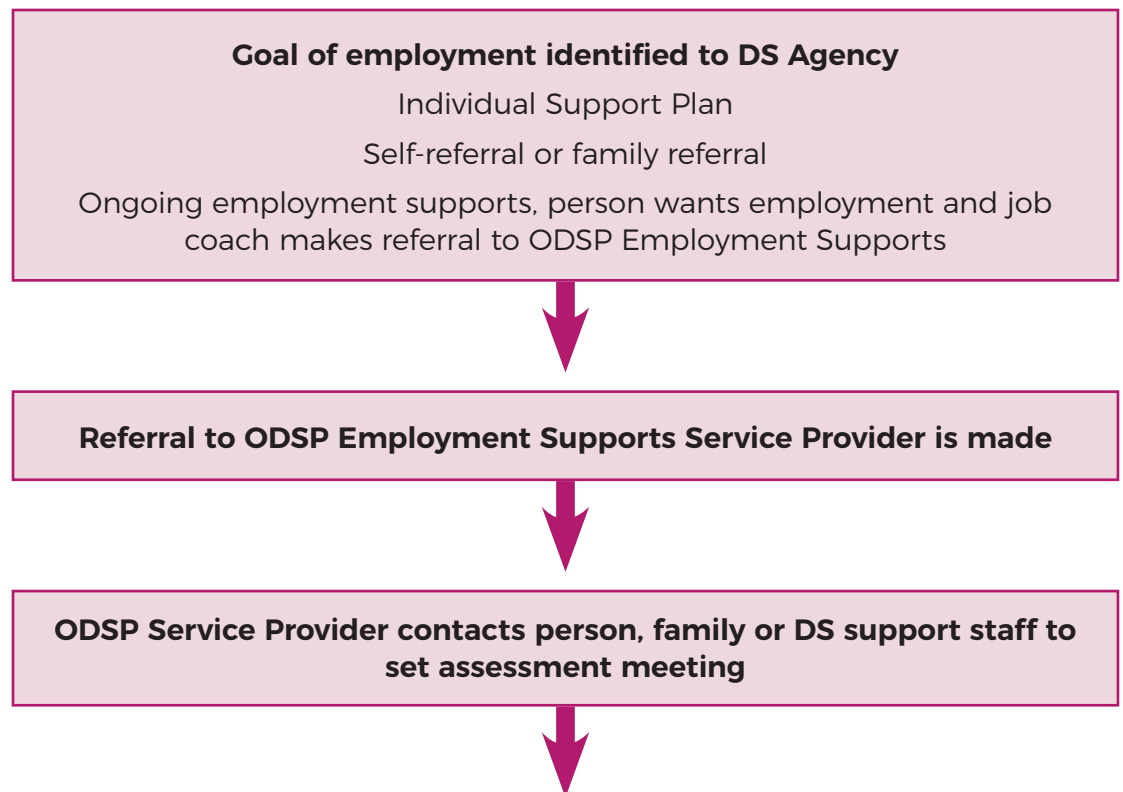 Goal of employment identified to DS Agency
Individual Support Plan
Self-referral or family referral
Ongoing employment supports, person wants employment and job
coach makes referral to ODSP Employment Supports
Referral to ODSP Employment Supports Service Provider is made
ODSP Service Provider contacts person, family or DS support staff to
set assessment meeting